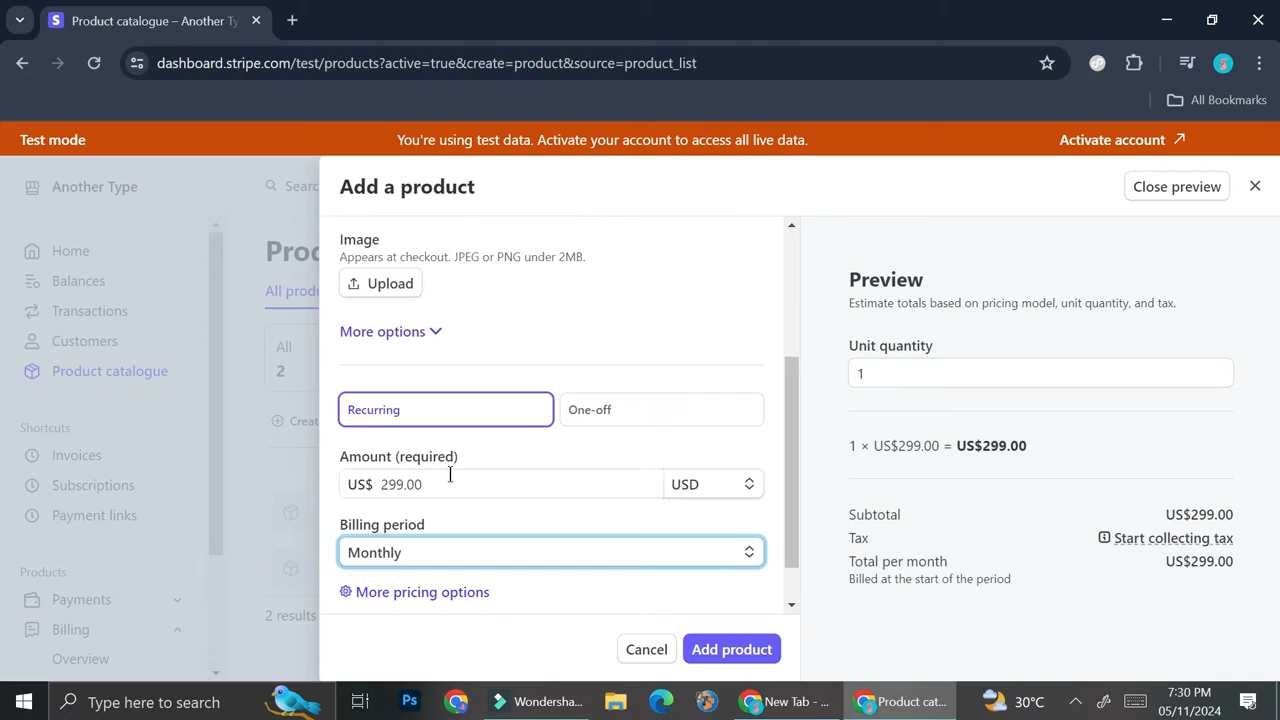 Product catalogue – Another Ty
dashboard.stripe.com/test/products?active=true&create=product&source=product_list
All Bookmarks
Test mode
You're using test data. Activate your account to access all live data.
Activate account
Another Type
Searc
Add a product
Close preview
Home
Balances
Transactions
Customers
Product catalogue
Shortcuts
Invoices
Subscriptions
Payment links
Products
Payments
Billing
Overview
Proc
All produ
All
2
Creat
2 results
Image
Appears at checkout. JPEG or PNG under 2MB.
Upload
More options
Recurring
One-off
Amount (required)
US$ 299.00
USD
Billing period
Monthly
More pricing options
Cancel
Add product
Preview
Estimate totals based on pricing model, unit quantity, and tax.
Unit quantity
1
1 × US$299.00 = US$299.00
Subtotal US$299.00
Tax Start collecting tax
Total per month US$299.00
Billed at the start of the period
Type here to search
Ps
Wondersha...
New Tab - ...
Product cat...
30°C
7:30 PM
05/11/2024